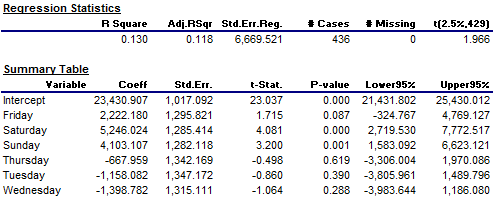 Regression Statistics
R Square Adj.RSqr Std.Err.Reg. # Cases # Missing t(2.5%,429)
0.130 0.118 6,669.521 436 0 1.966
Summary Table
Variable Coeff Std.Err. t-Stat. P-value Lower95% Upper95%
Intercept 23,430.907 1,017.092 23.037 0.000 21,431.802 25,430.012
Friday 2,222.180 1,295.821 1.715 0.087 -324.767 4,769.127
Saturday 5,246.024 1,285.414 4.081 0.000 2,719.530 7,772.517
Sunday 4,103.107 1,282.118 3.200 0.001 1,583.092 6,623.121
Thursday -667.959 1,342.169 -0.498 0.619 -3,306.004 1,970.086
Tuesday -1,158.082 1,347.172 -0.860 0.390 -3,805.961 1,489.796
Wednesday -1,398.782 1,315.111 -1.064 0.288 -3,983.644 1,186.080